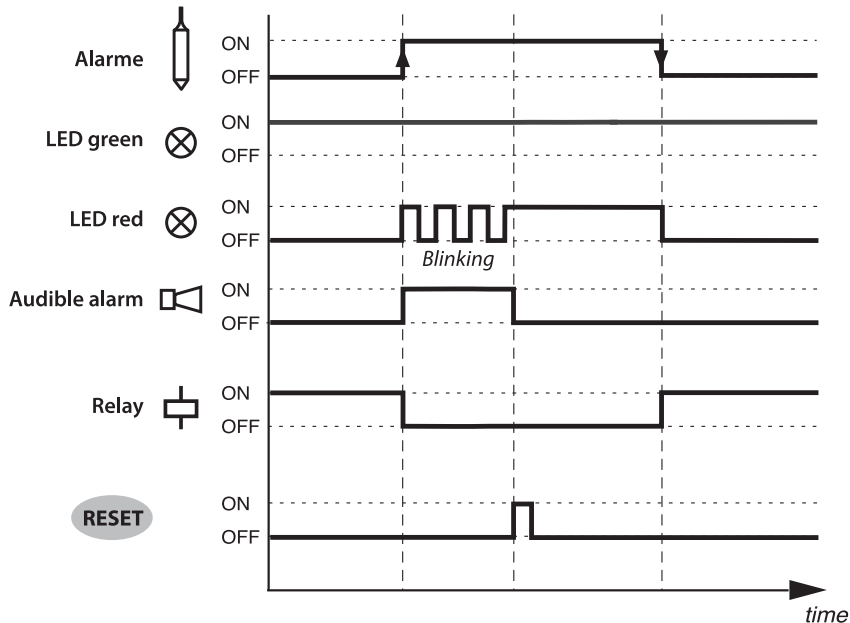 Alarme
ON
OFF
LED green
ON
OFF
LED red
ON
OFF
Blinking
Audible alarm
ON
OFF
Relay
ON
OFF
RESET
ON
OFF
time